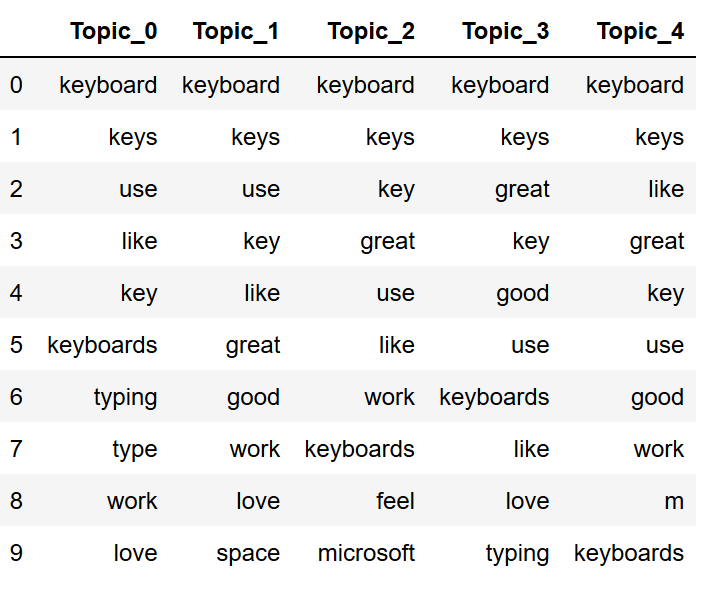 Topic_0 Topic_1 Topic_2 Topic_3 Topic_4
0 keyboard keyboard keyboard keyboard keyboard
1 keys keys keys keys keys
2 use use key great like
3 like key great key great
4 key like use good key
5 keyboards great like use use
6 typing good work keyboards good
7 type work keyboards like work
8 work love feel love m
9 love space microsoft typing keyboards